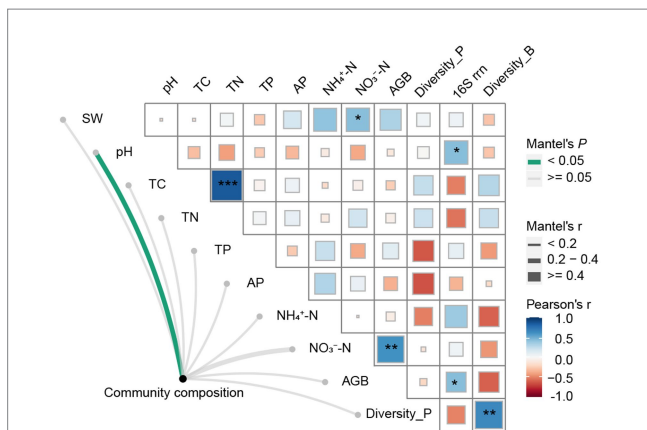 pH TC TN TP AP NH₄⁺-N NO₃⁻-N AGB Diversity_P 16S rrn Diversity_B
SW
*
pH
*
TC
***
TN
TP
AP
NH₄⁺-N
NO₃⁻-N
**
AGB
*
Diversity_P
**
Community composition
Mantel's P
< 0.05
>= 0.05
Mantel's r
< 0.2
0.2 – 0.4
>= 0.4
Pearson's r
1.0
0.5
0.0
−0.5
-1.0